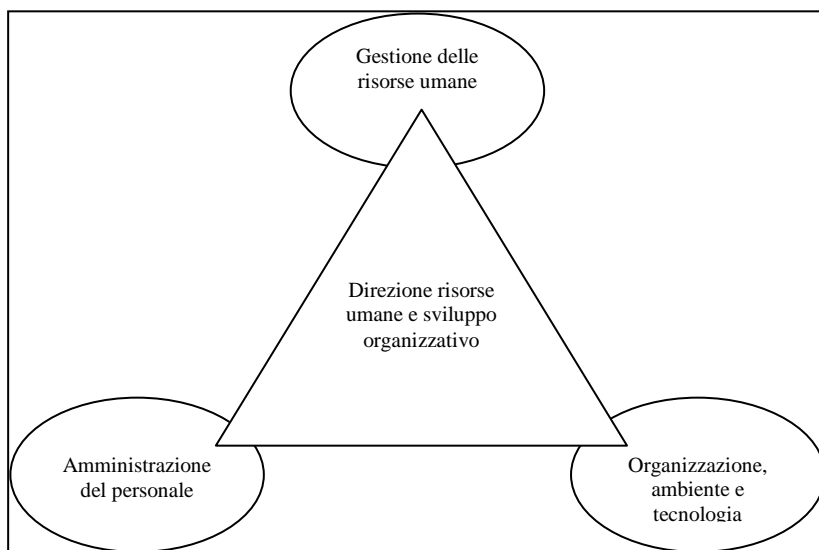 Gestione delle
risorse umane
Direzione risorse
umane e sviluppo
organizzativo
Amministrazione
del personale
Organizzazione,
ambiente e
tecnologia